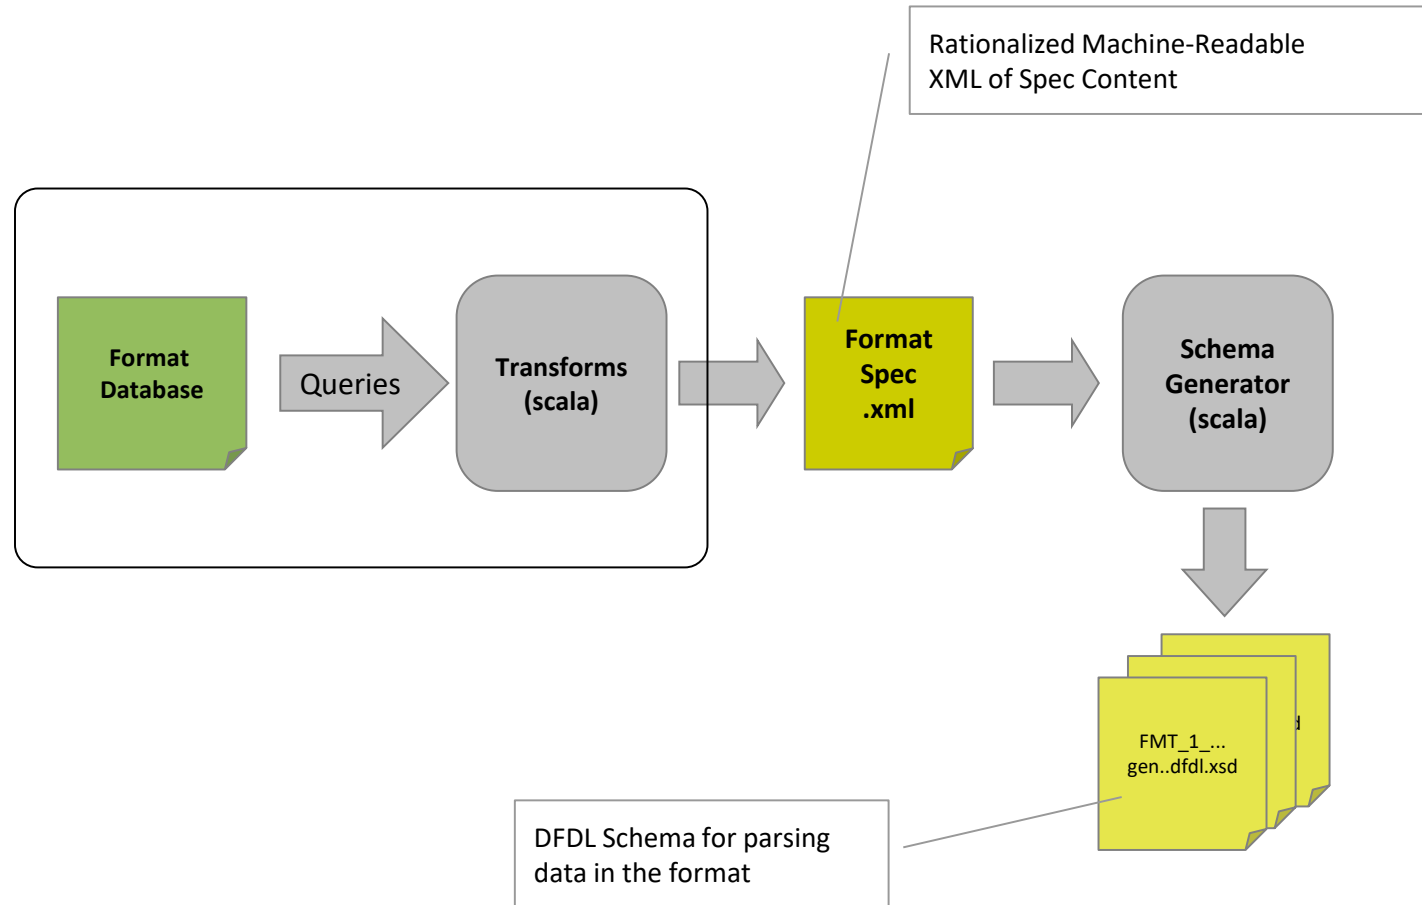 Rationalized Machine-Readable
XML of Spec Content
Format
Database
Queries
Transforms
(scala)
Format
Spec
.xml
Schema
Generator
(scala)
FMT_1_...
gen..dfdl.xsd
d
DFDL Schema for parsing
data in the format